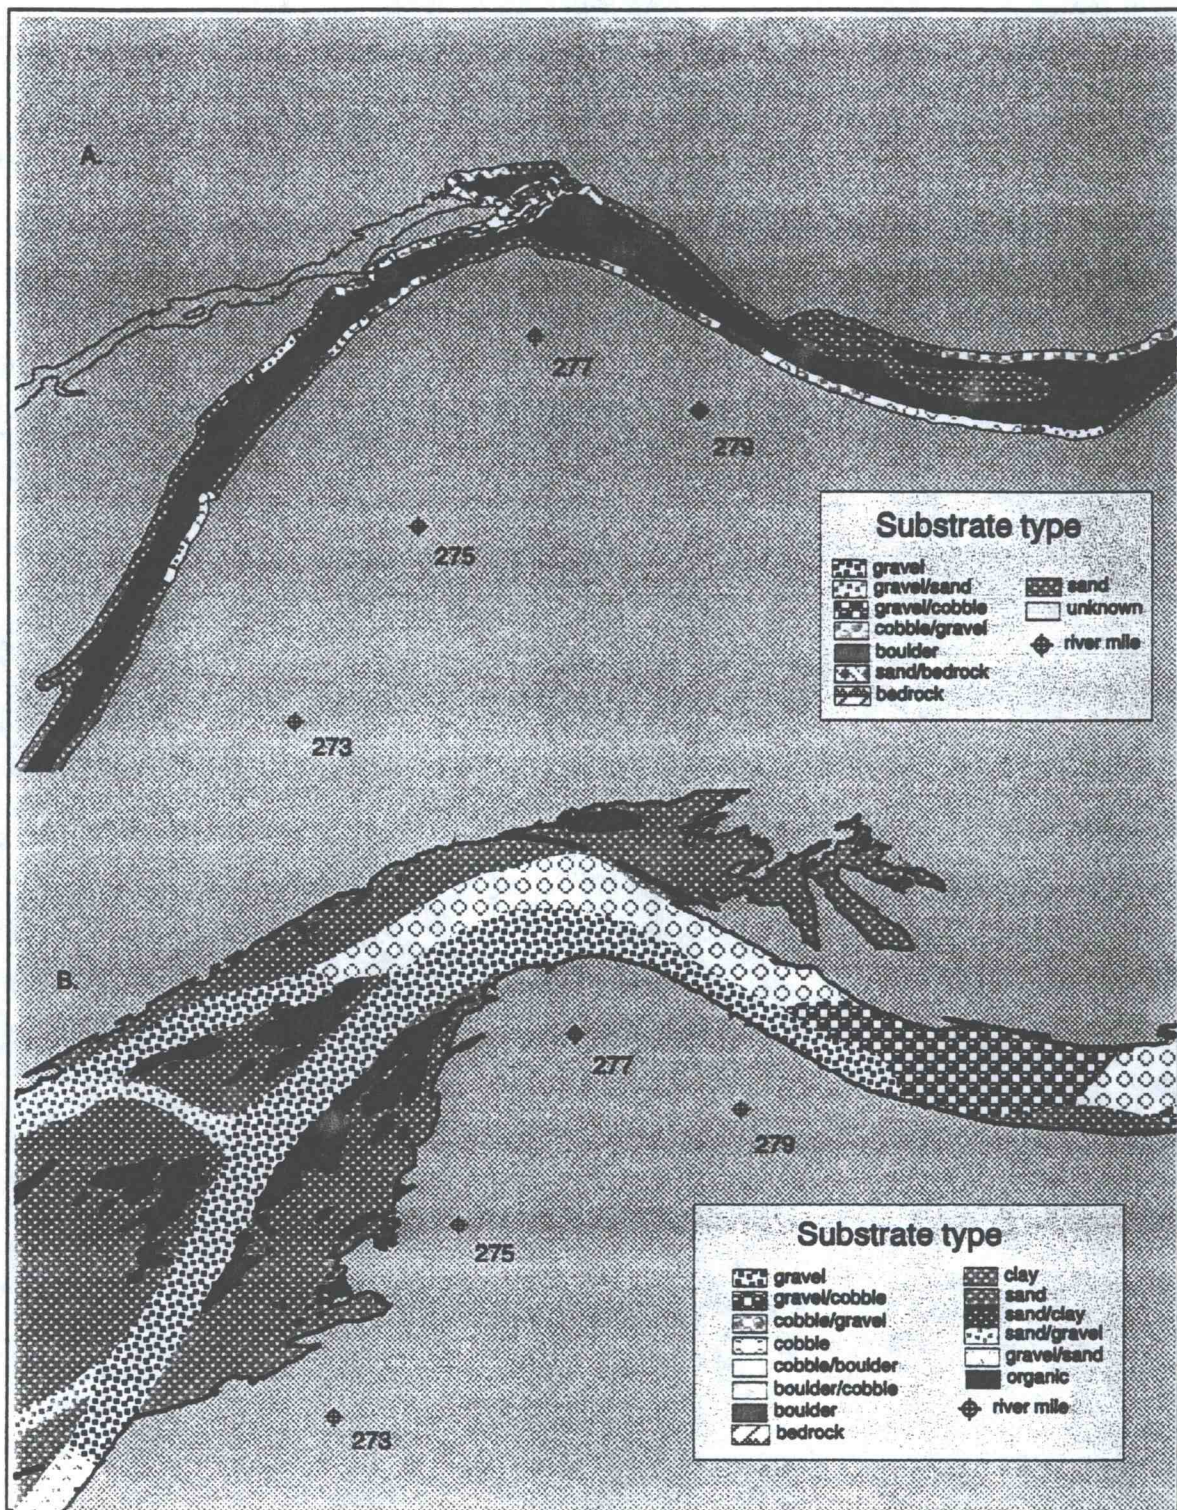 A.
277
279
275
273
Substrate type
gravel
gravel/sand
gravel/cobble
cobble/gravel
boulder
sand/bedrock
bedrock
sand
unknown
river mile
B.
277
279
275
273
Substrate type
gravel
gravel/cobble
cobble/gravel
cobble
cobble/boulder
boulder/cobble
boulder
bedrock
clay
sand
sand/clay
sand/gravel
gravel/sand
organic
river mile